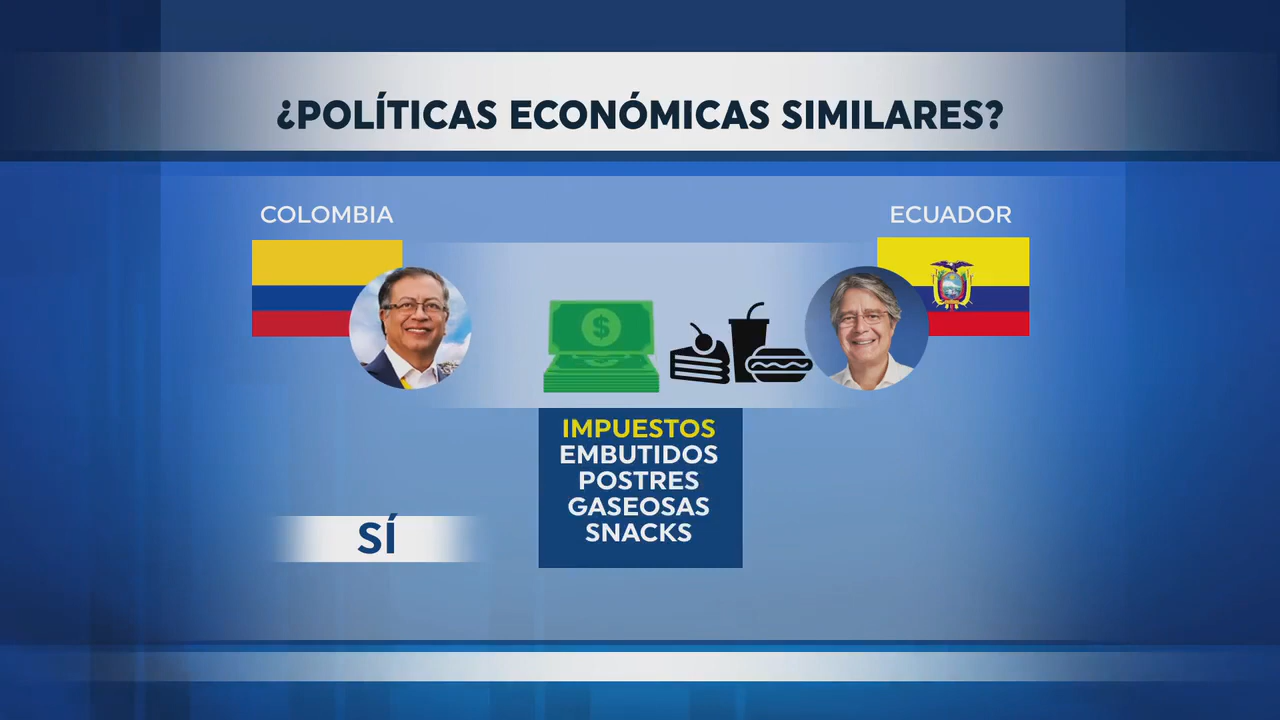 ¿POLÍTICAS ECONÓMICAS SIMILARES?
COLOMBIA
ECUADOR
$
IMPUESTOS
EMBUTIDOS
POSTRES
GASEOSAS
SNACKS
SÍ